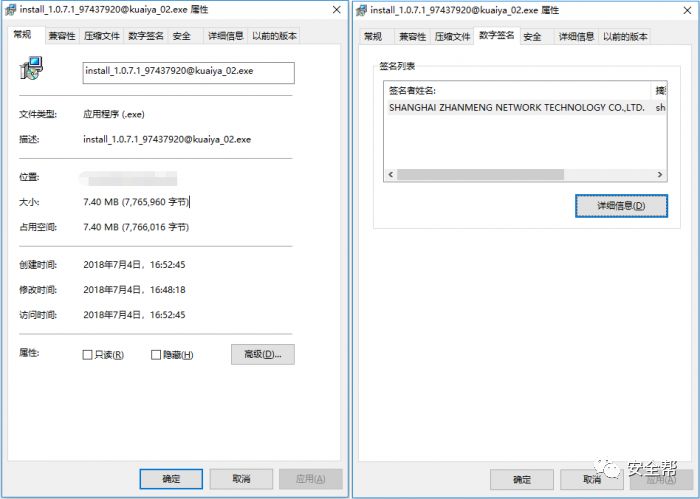 install_1.0.7.1_97437920@kuaiya_02.exe 属性
常规 兼容性 压缩文件 数字签名 安全 详细信息 以前的版本
install_1.0.7.1_97437920@kuaiya_02.exe
文件类型: 应用程序 (.exe)
描述: install_1.0.7.1_97437920@kuaiya_02.exe
位置:
大小: 7.40 MB (7,765,960 字节)
占用空间: 7.40 MB (7,766,016 字节)
创建时间: 2018年7月4日，16:52:45
修改时间: 2018年7月4日，16:48:18
访问时间: 2018年7月4日，16:52:45
属性: 只读(R) 隐藏(H) 高级(D)...
确定 取消 应用(A)
install_1.0.7.1_97437920@kuaiya_02.exe 属性
常规 兼容性 压缩文件 数字签名 安全 详细信息 以前的版本
签名列表
签名者姓名: 摘
SHANGHAI ZHANMENG NETWORK TECHNOLOGY CO.,LTD. sh
详细信息(D)
确定 取消 应用(A)
安全帮